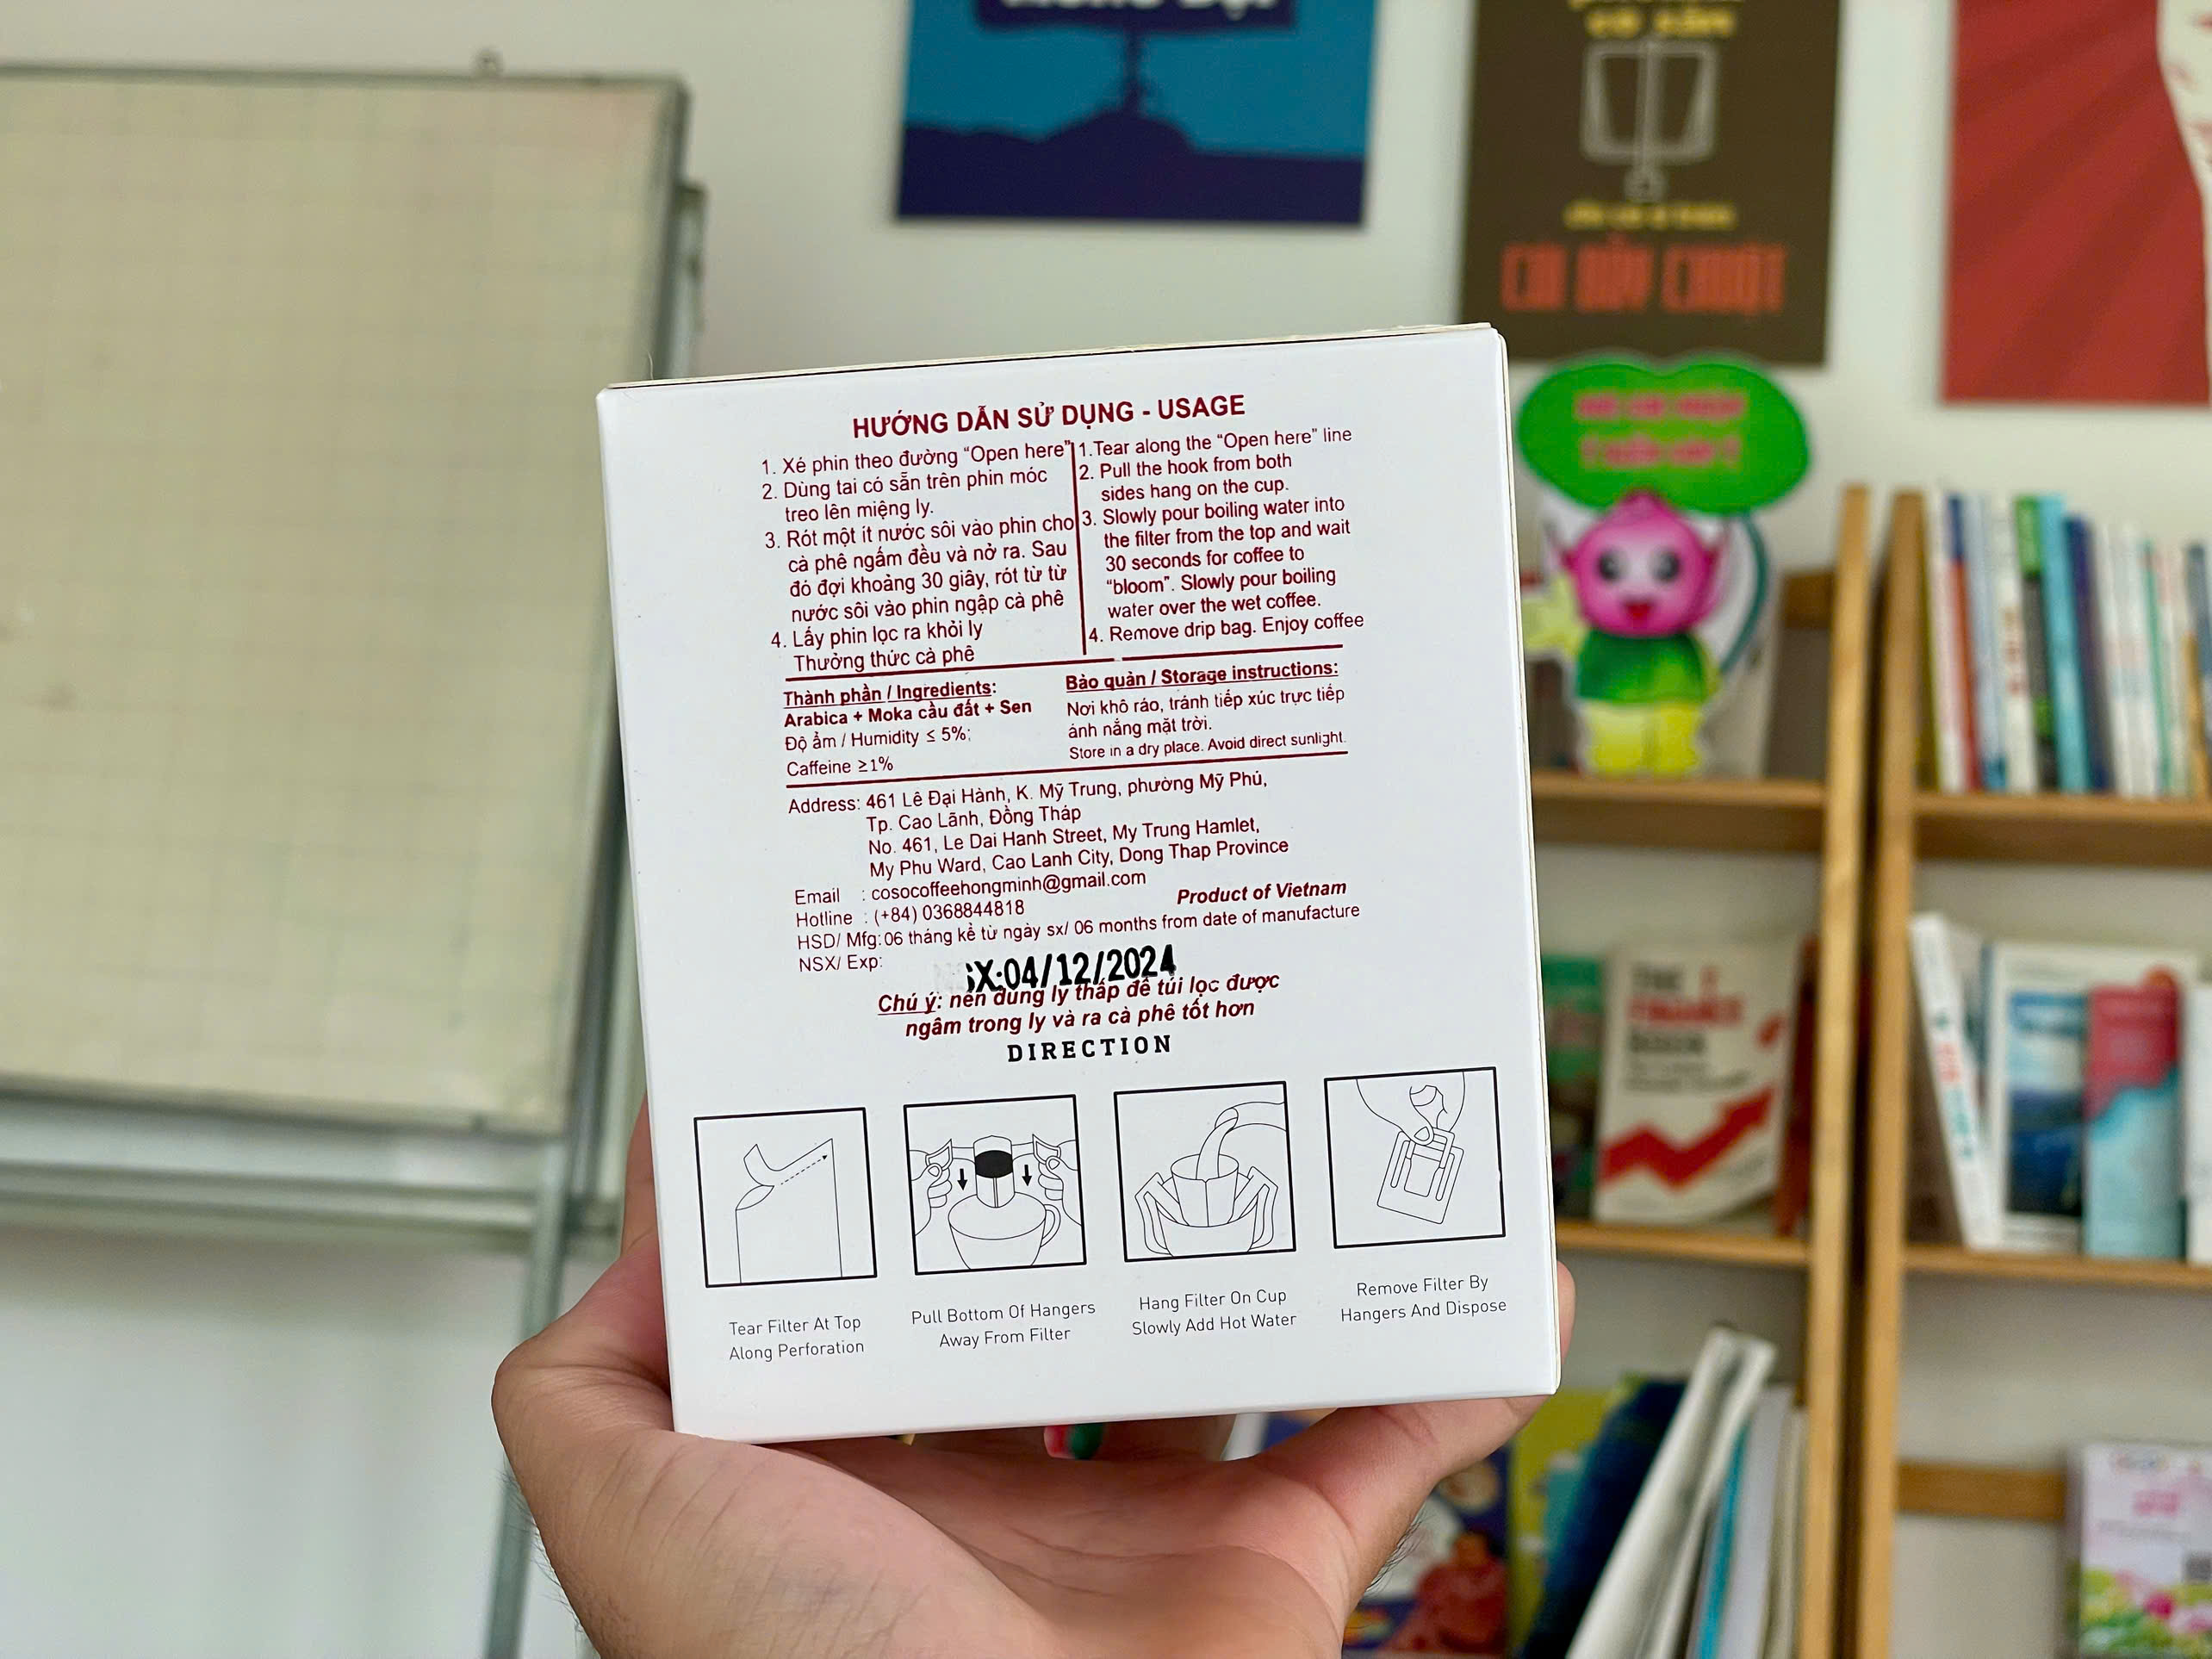 HƯỚNG DẪN SỬ DỤNG - USAGE
1. Xé phin theo đường “Open here”
2. Dùng tai có sẵn trên phin móc
treo lên miệng ly.
3. Rót một ít nước sôi vào phin cho
cà phê ngấm đều và nở ra. Sau
đó đợi khoảng 30 giây, rót từ từ
nước sôi vào phin ngập cà phê
4. Lấy phin lọc ra khỏi ly
Thưởng thức cà phê
1.Tear along the “Open here” line
2. Pull the hook from both
sides hang on the cup.
3. Slowly pour boiling water into
the filter from the top and wait
30 seconds for coffee to
“bloom”. Slowly pour boiling
water over the wet coffee.
4. Remove drip bag. Enjoy coffee
Thành phần / Ingredients:
Arabica + Moka cầu đất + Sen
Độ ẩm / Humidity ≤ 5%;
Caffeine ≥1%
Bảo quản / Storage instructions:
Nơi khô ráo, tránh tiếp xúc trực tiếp
ánh nắng mặt trời.
Store in a dry place. Avoid direct sunlight.
Address: 461 Lê Đại Hành, K. Mỹ Trung, phường Mỹ Phú,
Tp. Cao Lãnh, Đồng Tháp
No. 461, Le Dai Hanh Street, My Trung Hamlet,
My Phu Ward, Cao Lanh City, Dong Thap Province
Email : cosocoffeehongminh@gmail.com
Hotline : (+84) 0368844818
Product of Vietnam
HSD/ Mfg: 06 tháng kể từ ngày sx/ 06 months from date of manufacture
NSX/ Exp:
NSX:04/12/2024
Chú ý: nên dùng ly thấp để túi lọc được
ngâm trong ly và ra cà phê tốt hơn
DIRECTION
Tear Filter At Top
Along Perforation
Pull Bottom Of Hangers
Away From Filter
Hang Filter On Cup
Slowly Add Hot Water
Remove Filter By
Hangers And Dispose
THE
FINANCE
BOOK